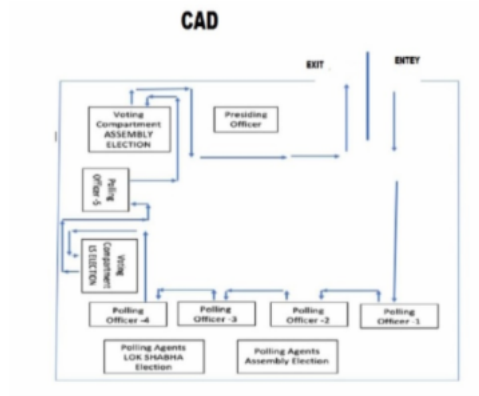 CAD
EXIT
ENTEY
Voting
Compartment
ASSEMBLY
ELECTION
Presiding
Officer
Polling
Officer-5
Voting
Compartment
LS ELECTION
Polling
Officer -4
Polling
Officer -3
Polling
Officer -2
Polling
Officer -1
Polling Agents
LOK SHABHA
Election
Polling Agents
Assembly Election